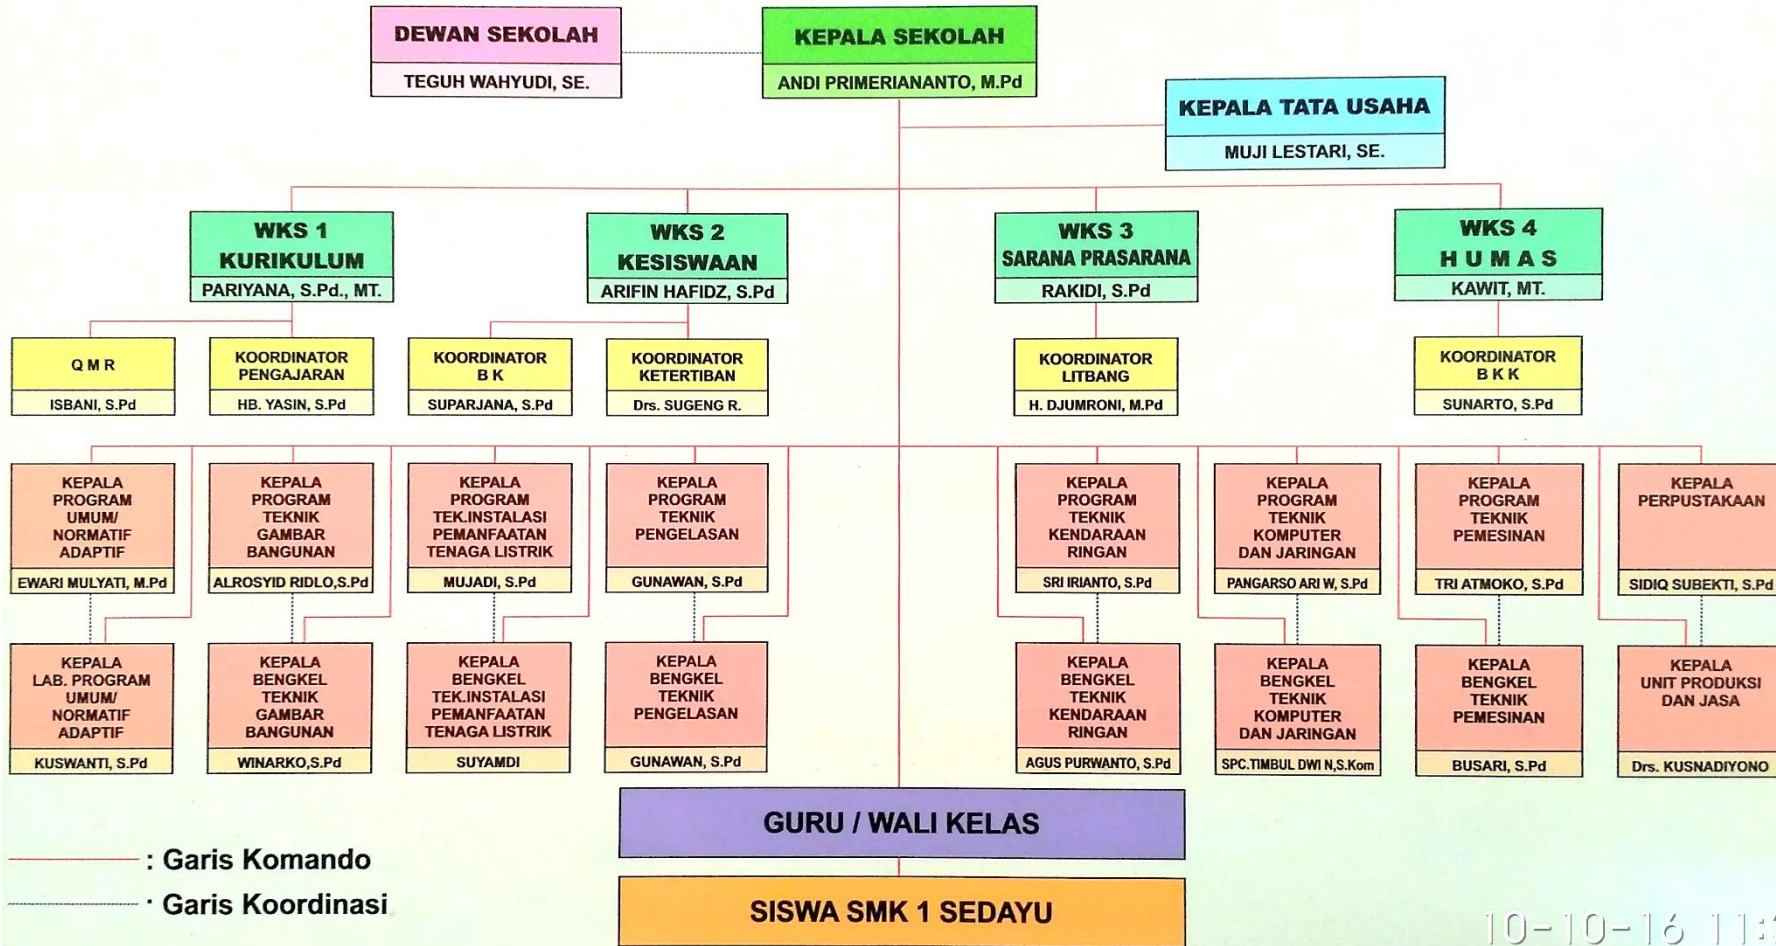 DEWAN SEKOLAH
TEGUH WAHYUDI, SE.
KEPALA SEKOLAH
ANDI PRIMERIANANTO, M.Pd
KEPALA TATA USAHA
MUJI LESTARI, SE.
WKS 1
KURIKULUM
PARIYANA, S.Pd., MT.
WKS 2
KESISWAAN
ARIFIN HAFIDZ, S.Pd
WKS 3
SARANA PRASARANA
RAKIDI, S.Pd
WKS 4
H U M A S
KAWIT, MT.
Q M R
ISBANI, S.Pd
KOORDINATOR
PENGAJARAN
HB. YASIN, S.Pd
KOORDINATOR
B K
SUPARJANA, S.Pd
KOORDINATOR
KETERTIBAN
Drs. SUGENG R.
KOORDINATOR
LITBANG
H. DJUMRONI, M.Pd
KOORDINATOR
B K K
SUNARTO, S.Pd
KEPALA
PROGRAM
UMUM/
NORMATIF
ADAPTIF
EWARI MULYATI, M.Pd
KEPALA
PROGRAM
TEKNIK
GAMBAR
BANGUNAN
ALROSYID RIDLO,S.Pd
KEPALA
PROGRAM
TEK.INSTALASI
PEMANFAATAN
TENAGA LISTRIK
MUJADI, S.Pd
KEPALA
PROGRAM
TEKNIK
PENGELASAN
GUNAWAN, S.Pd
KEPALA
PROGRAM
TEKNIK
KENDARAAN
RINGAN
SRI IRIANTO, S.Pd
KEPALA
PROGRAM
TEKNIK
KOMPUTER
DAN JARINGAN
PANGARSO ARI W, S.Pd
KEPALA
PROGRAM
TEKNIK
PEMESINAN
TRI ATMOKO, S.Pd
KEPALA
PERPUSTAKAAN
SIDIQ SUBEKTI, S.Pd
KEPALA
LAB. PROGRAM
UMUM/
NORMATIF
ADAPTIF
KUSWANTI, S.Pd
KEPALA
BENGKEL
TEKNIK
GAMBAR
BANGUNAN
WINARKO,S.Pd
KEPALA
BENGKEL
TEK.INSTALASI
PEMANFAATAN
TENAGA LISTRIK
SUYAMDI
KEPALA
BENGKEL
TEKNIK
PENGELASAN
GUNAWAN, S.Pd
KEPALA
BENGKEL
TEKNIK
KENDARAAN
RINGAN
AGUS PURWANTO, S.Pd
KEPALA
BENGKEL
TEKNIK
KOMPUTER
DAN JARINGAN
SPC.TIMBUL DWI N,S.Kom
KEPALA
BENGKEL
TEKNIK
PEMESINAN
BUSARI, S.Pd
KEPALA
UNIT PRODUKSI
DAN JASA
Drs. KUSNADIYONO
GURU / WALI KELAS
SISWA SMK 1 SEDAYU
: Garis Komando
: Garis Koordinasi
10-10-16 11: